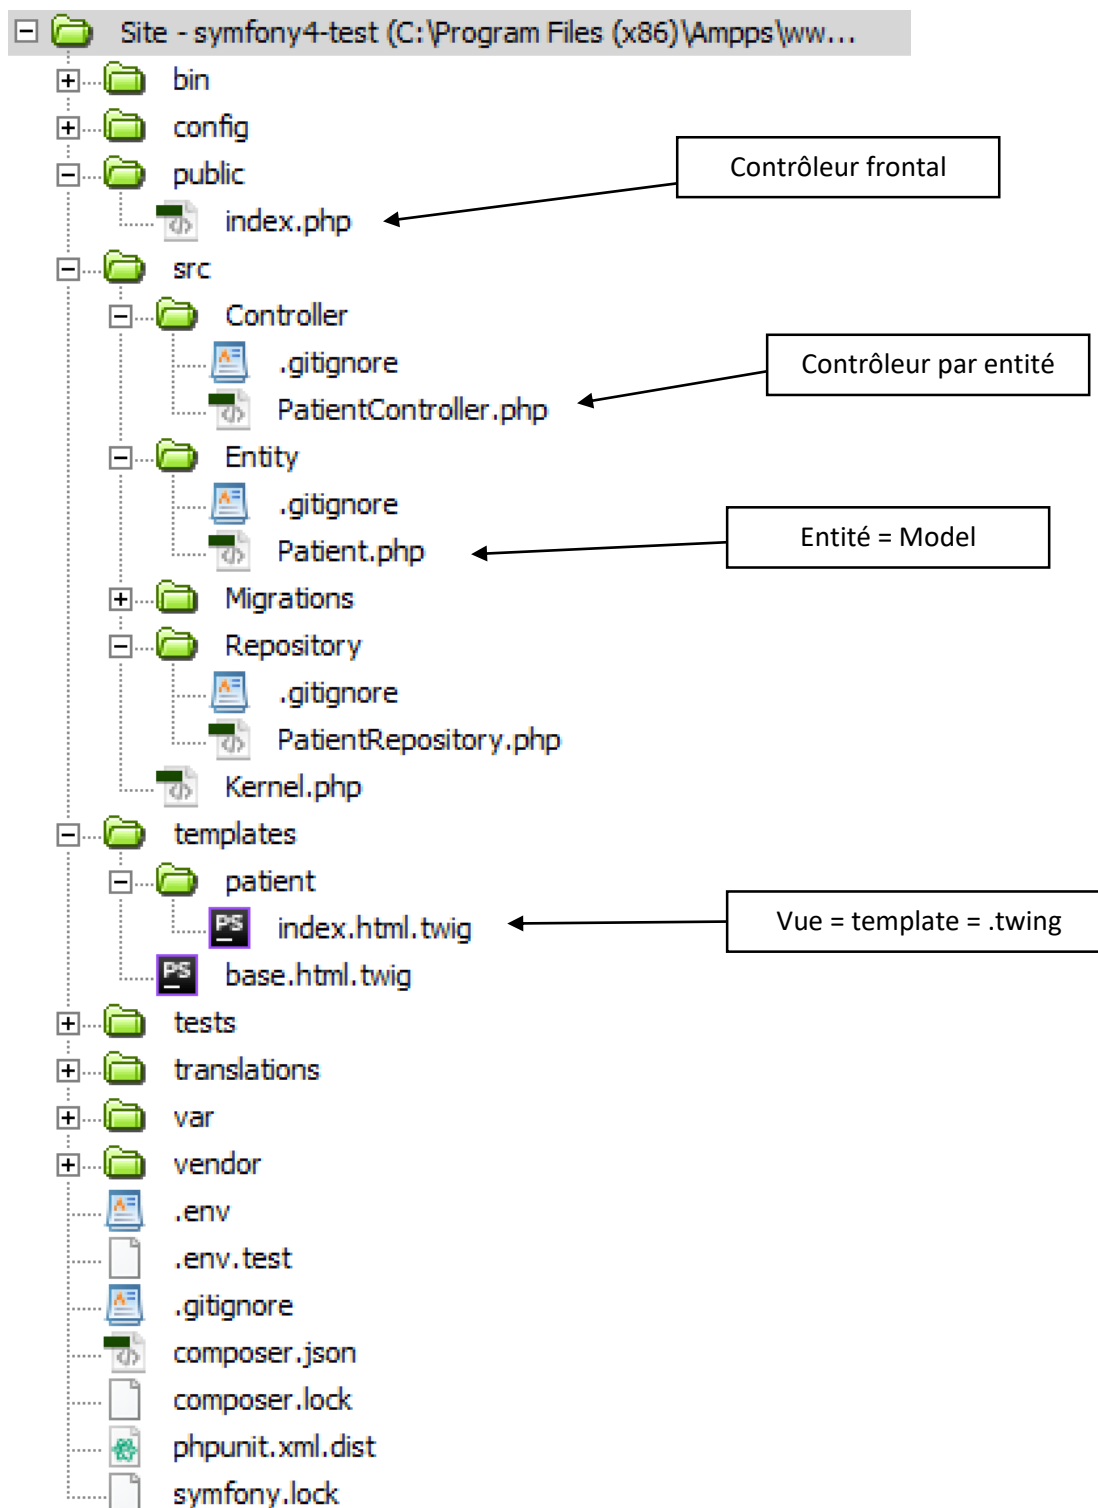 Site - symfony4-test (C:\Program Files (x86)\Ampps\ww...
bin
config
public
Contrôleur frontal
index.php
src
Controller
.gitignore
Contrôleur par entité
PatientController.php
Entity
.gitignore
Entité = Model
Patient.php
Migrations
Repository
.gitignore
PatientRepository.php
Kernel.php
templates
patient
Vue = template = .twing
index.html.twig
base.html.twig
tests
translations
var
vendor
.env
.env.test
.gitignore
composer.json
composer.lock
phpunit.xml.dist
symfony.lock